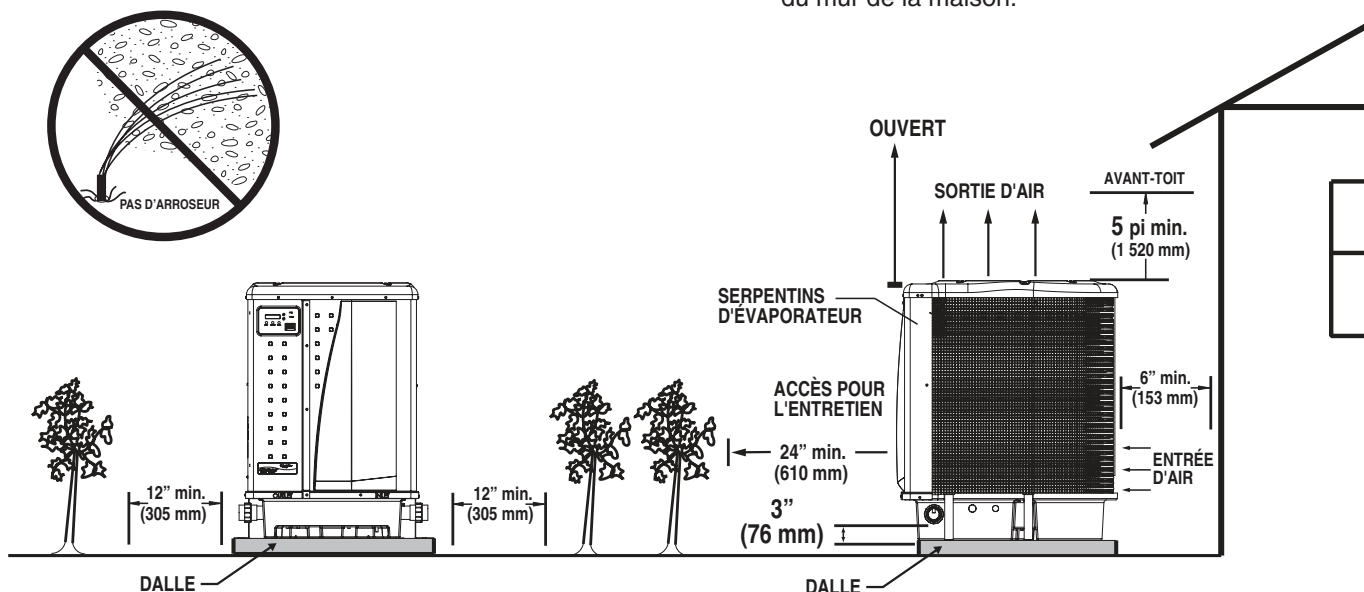 du mur de la maison.
PAS D'ARROSEUR
OUVERT
SORTIE D'AIR
AVANT-TOIT
5 pi min.
(1 520 mm)
SERPENTINS
D'ÉVAPORATEUR
ACCÈS POUR
L'ENTRETIEN
6” min.
(153 mm)
24” min.
(610 mm)
ENTRÉE
D'AIR
12” min.
(305 mm)
OUTLET
INLET
12” min.
(305 mm)
3”
(76 mm)
DALLE
DALLE